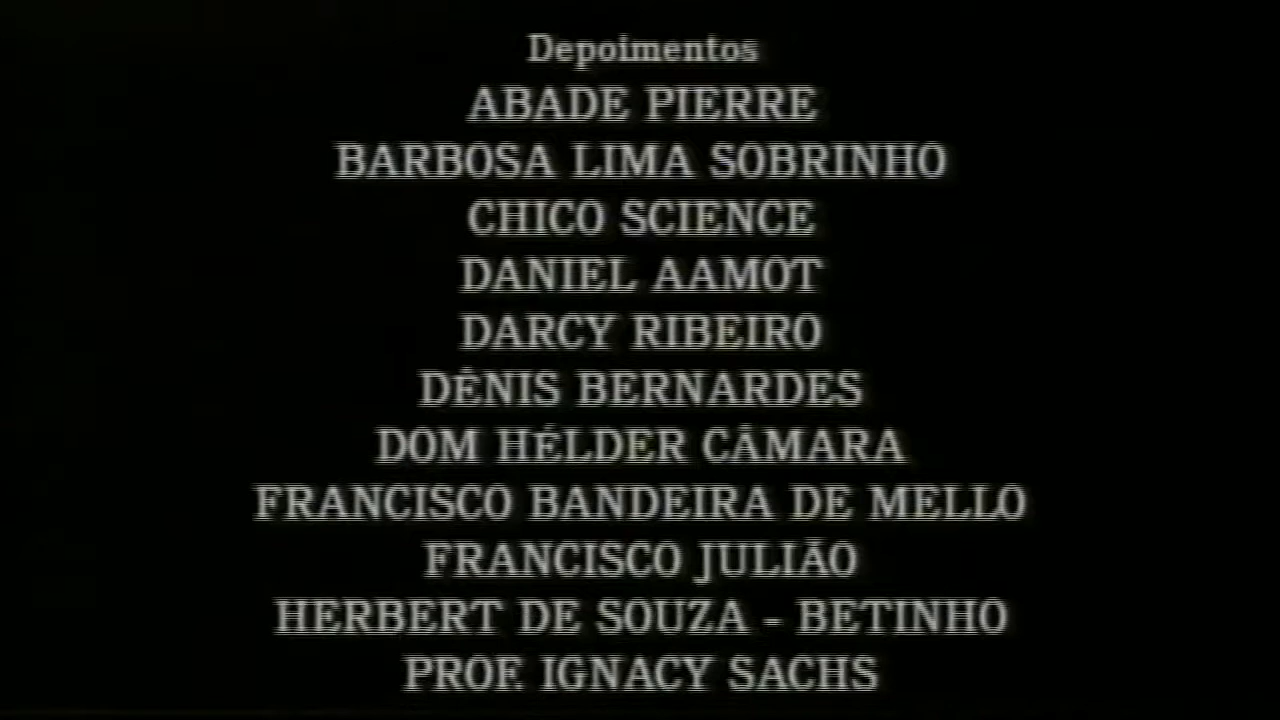 Depoimentos
ABADE PIERRE
BARBOSA LIMA SOBRINHO
CHICO SCIENCE
DANIEL AAMOT
DARCY RIBEIRO
DÊNIS BERNARDES
DOM HÉLDER CÂMARA
FRANCISCO BANDEIRA DE MELLO
FRANCISCO JULIÃO
HERBERT DE SOUZA - BETINHO
PROF. IGNACY SACHS